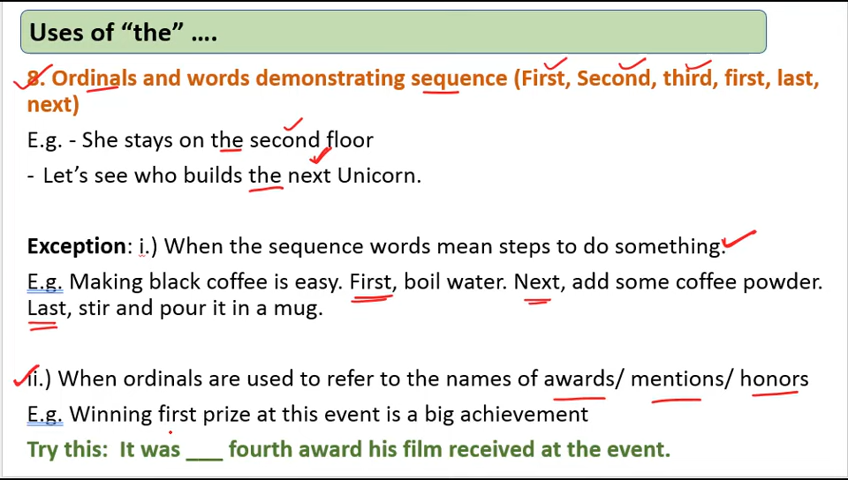 Uses of “the” ....
8. Ordinals and words demonstrating sequence (First, Second, third, first, last,
next)
E.g. - She stays on the second floor
- Let’s see who builds the next Unicorn.
Exception: i.) When the sequence words mean steps to do something.
E.g. Making black coffee is easy. First, boil water. Next, add some coffee powder.
Last, stir and pour it in a mug.
ii.) When ordinals are used to refer to the names of awards/ mentions/ honors
E.g. Winning first prize at this event is a big achievement
Try this: It was ___ fourth award his film received at the event.